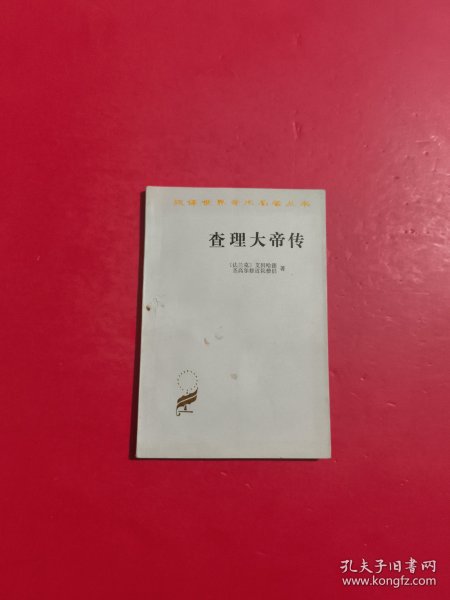 汉译世界学术名著丛书
查理大帝传
〔法兰克〕艾因哈德
圣高尔修道院僧侣 著
孔夫子旧书网
www.kongfz.com